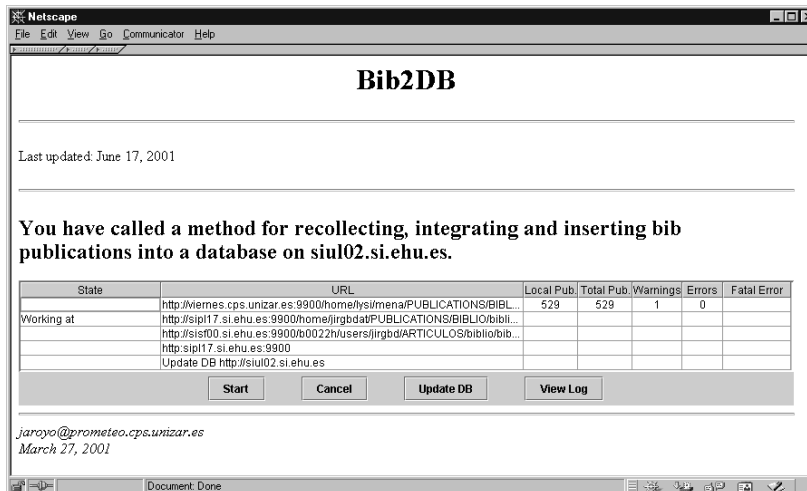 Netscape
File Edit View Go Communicator Help
Bib2DB
Last updated: June 17, 2001
You have called a method for recollecting, integrating and inserting bib
publications into a database on siul02.si.ehu.es.
State URL Local Pub. Total Pub. Warnings Errors Fatal Error
http://viernes.cps.unizar.es:9900/home/lysi/mena/PUBLICATIONS/BIBL... 529 529 1 0
Working at http://sipl17.si.ehu.es:9900/home/jirgbdat/PUBLICATIONS/BIBLIO/bibli...
http://sisf00.si.ehu.es:9900/b0022h/users/jirgbd/ARTICULOS/biblio/bib...
http:sipl17.si.ehu.es:9900
Update DB http://siul02.si.ehu.es
Start Cancel Update DB View Log
jaroyo@prometeo.cps.unizar.es
March 27, 2001
Document: Done